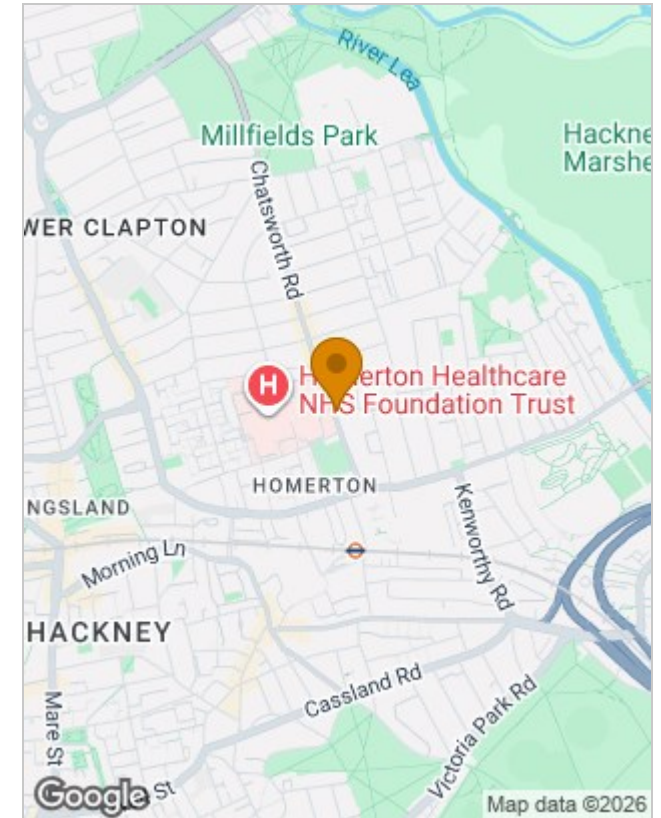 River Lea
Millfields Park
Hackne
Marshe
Chatsworth Rd
WER CLAPTON
H
Homerton Healthcare
NHS Foundation Trust
HOMERTON
NGSLAND
Kenworthy Rd
Morning Ln
HACKNEY
Cassland Rd
Mare St
Victoria Park Rd
St
Google
Map data ©2026